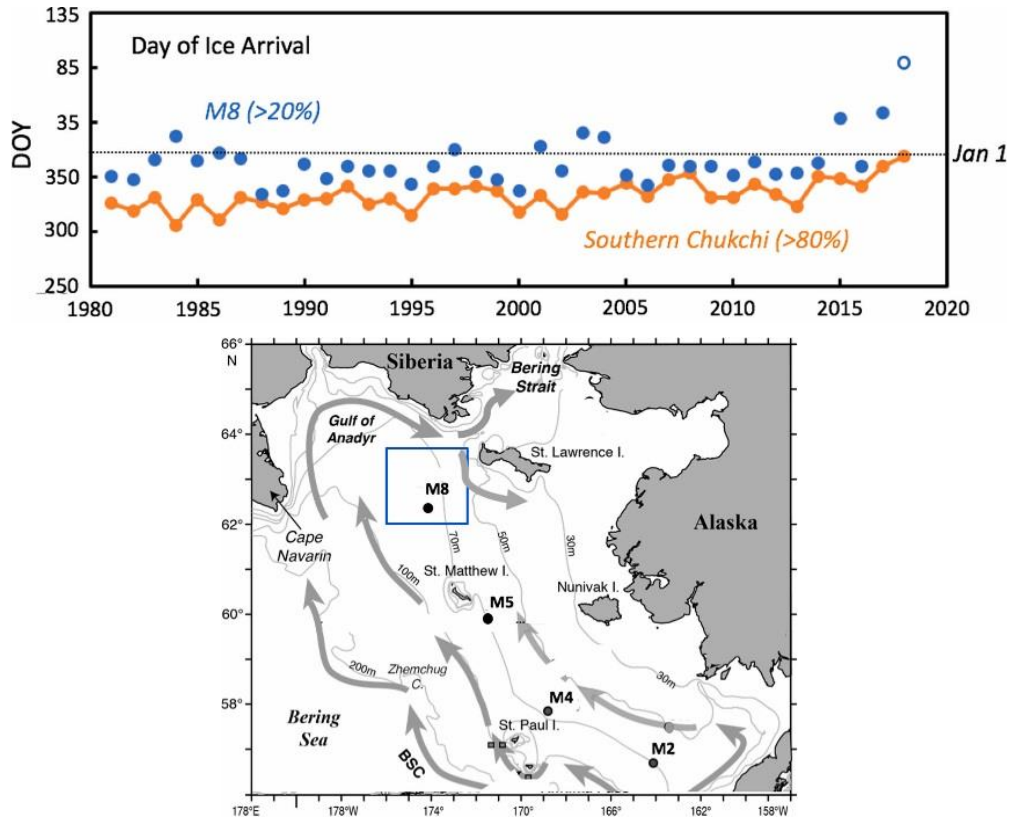 135
Day of Ice Arrival
85
M8 (>20%)
35
DOY
Jan 1
350
300
Southern Chukchi (>80%)
250
1980 1985 1990 1995 2000 2005 2010 2015 2020
66°
N
Siberia
Bering
Strait
Gulf of
Anadyr
64°
St. Lawrence I.
M8
62°
Alaska
Cape
Navarin
70m
50m
30m
100m
St. Matthew I.
Nunivak I.
M5
60°
200m
Zhemchug
C.
30m
58°
M4
St. Paul I.
Bering
Sea
M2
BSC
178°E 178°W 174° 170° 166° 162° 158°W